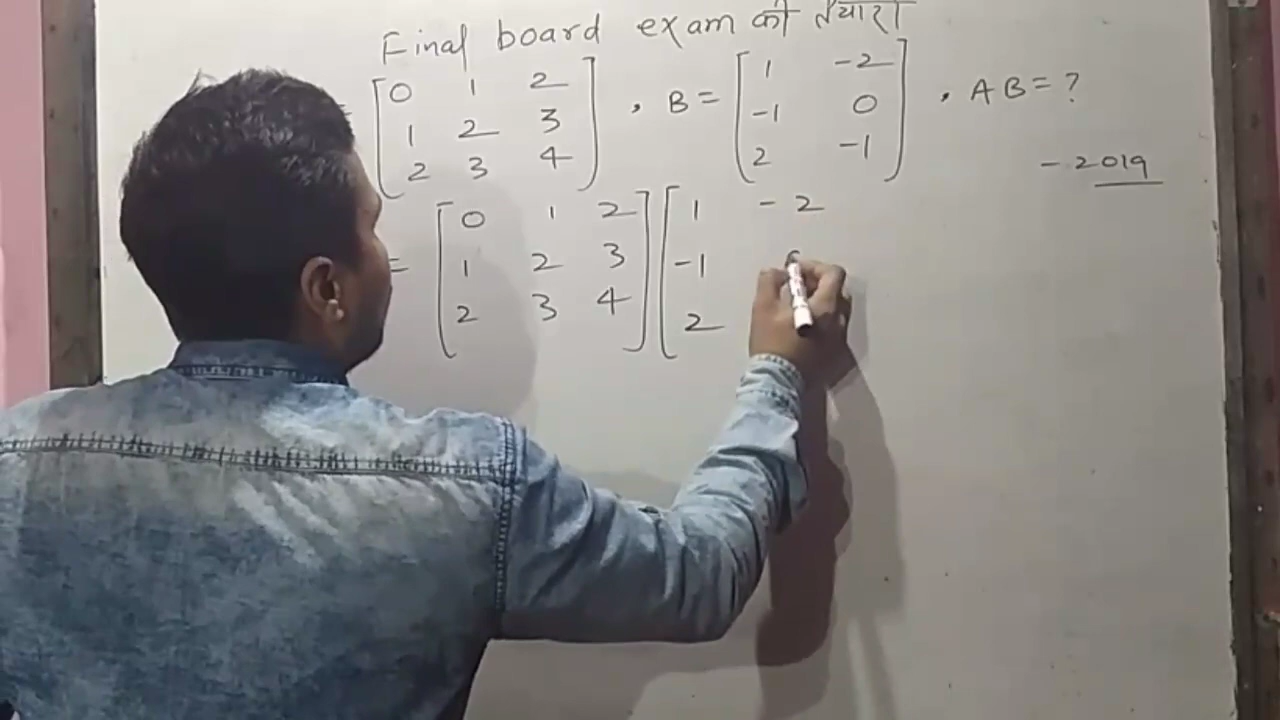 Final board exam की तैयारी
= [0 1 2 , B = [1 -2 , AB = ?
1 2 3 -1 0
2 3 4] 2 -1] - 2019
= [0 1 2 [1 -2
1 2 3 -1
2 3 4] 2